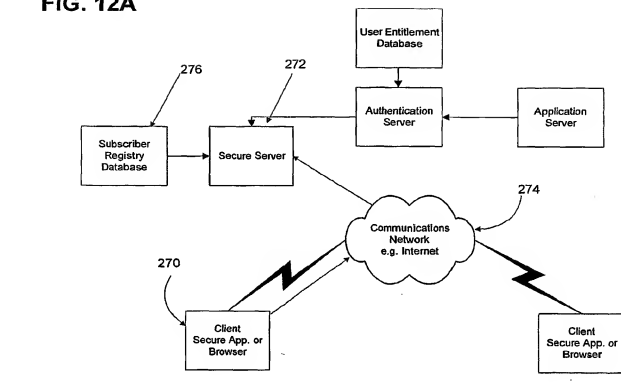 FIG. 12A
User Entitlement
Database
276
272
Authentication
Server
Application
Server
Subscriber
Registry
Database
Secure Server
274
Communications
Network
e.g. Internet
270
Client
Secure App. or
Browser
Client
Secure App. or
Browser